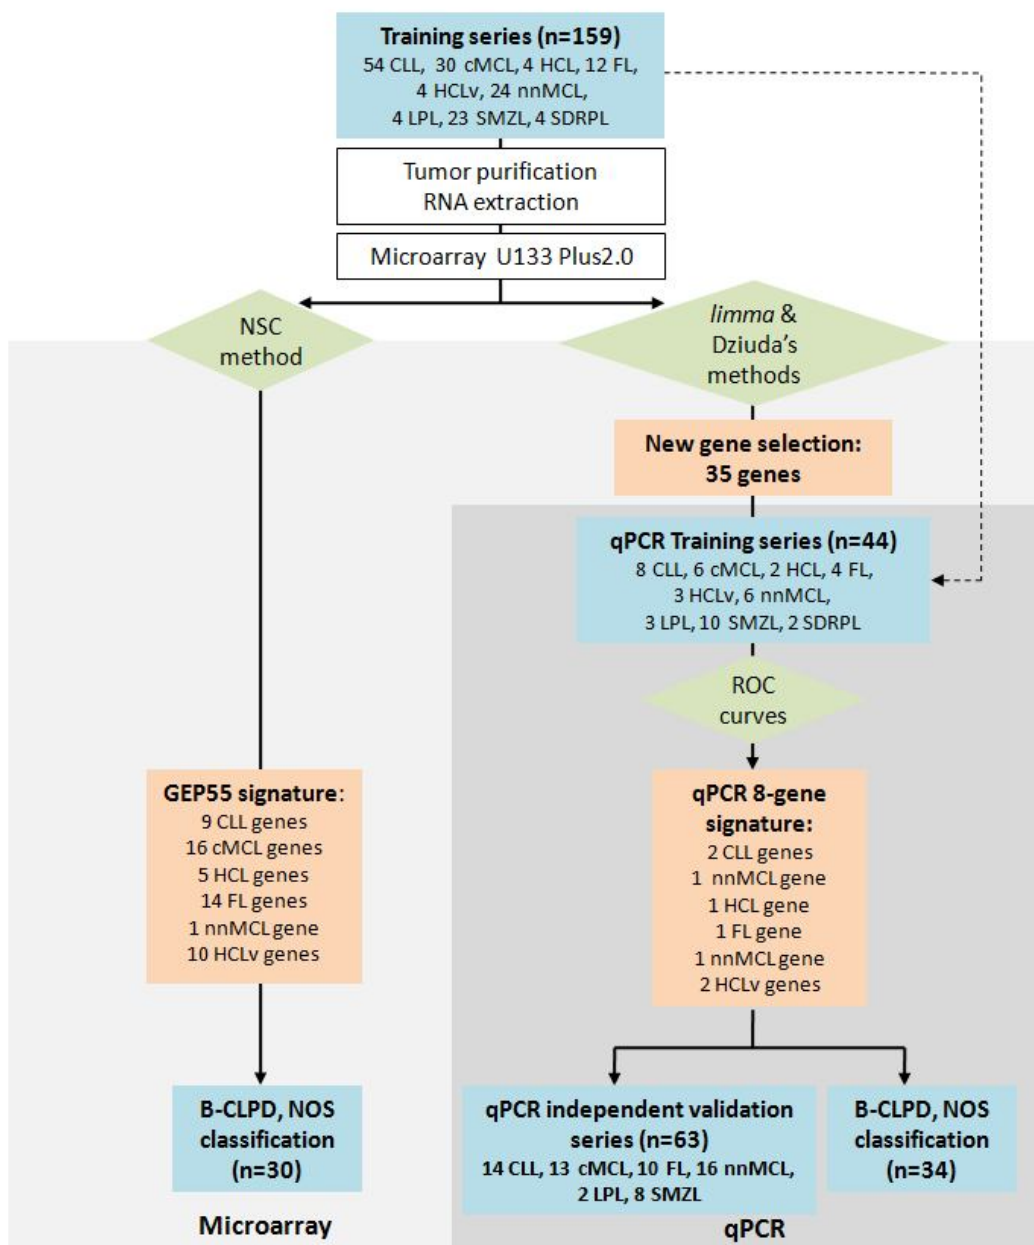 Training series (n=159)
54 CLL, 30 cMCL, 4 HCL, 12 FL,
4 HCLv, 24 nnMCL,
4 LPL, 23 SMZL, 4 SDRPL
Tumor purification
RNA extraction
Microarray U133 Plus2.0
NSC
method
limma &
Dziuda's
methods
New gene selection:
35 genes
qPCR Training series (n=44)
8 CLL, 6 cMCL, 2 HCL, 4 FL,
3 HCLv, 6 nnMCL,
3 LPL, 10 SMZL, 2 SDRPL
ROC
curves
GEP55 signature:
9 CLL genes
16 cMCL genes
5 HCL genes
14 FL genes
1 nnMCL gene
10 HCLv genes
qPCR 8-gene
signature:
2 CLL genes
1 nnMCL gene
1 HCL gene
1 FL gene
1 nnMCL gene
2 HCLv genes
B-CLPD, NOS
classification
(n=30)
qPCR independent validation
series (n=63)
14 CLL, 13 cMCL, 10 FL, 16 nnMCL,
2 LPL, 8 SMZL
B-CLPD, NOS
classification
(n=34)
Microarray
qPCR